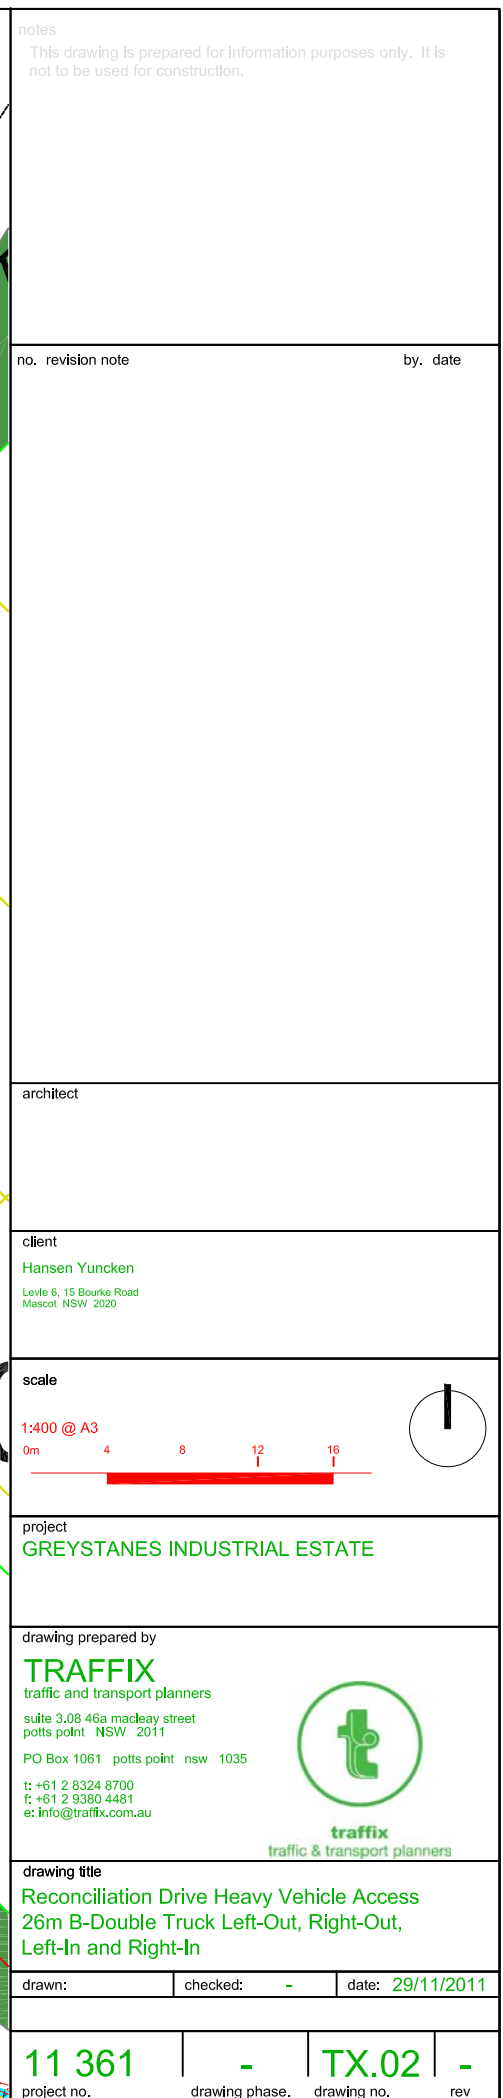 notes
This drawing is prepared for information purposes only. It is
not to be used for construction.
no. revision note by. date
architect
client
Hansen Yuncken
Levle 6, 15 Bourke Road
Mascot NSW 2020
scale
1:400 @ A3
0m 4 8 12 16
project
GREYSTANES INDUSTRIAL ESTATE
drawing prepared by
TRAFFIX
traffic and transport planners
suite 3.08 46a macleay street
potts point NSW 2011
PO Box 1061 potts point nsw 1035
t: +61 2 8324 8700
f: +61 2 9380 4481
e: info@traffix.com.au
t
traffix
traffic & transport planners
drawing title
Reconciliation Drive Heavy Vehicle Access
26m B-Double Truck Left-Out, Right-Out,
Left-In and Right-In
drawn: checked: - date: 29/11/2011
11 361 - TX.02 -
project no. drawing phase. drawing no. rev